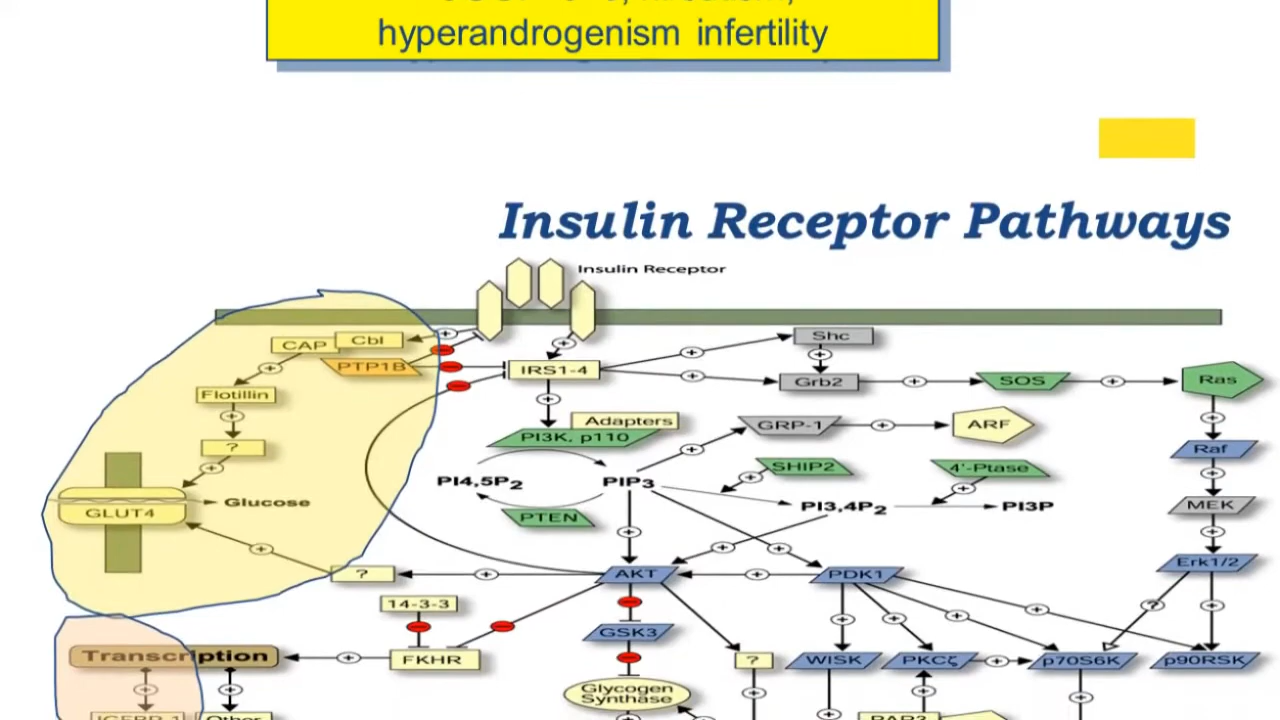 hyperandrogenism infertility
Insulin Receptor Pathways
Insulin Receptor
CAP
Cbl
PTP1B
IRS1-4
Shc
Grb2
SOS
Ras
Flotillin
Adapters
PI3K, p110
GRP-1
ARF
?
Raf
SHIP2
4'-Ptase
PI4,5P2
PIP3
GLUT4
Glucose
PTEN
PI3,4P2
PI3P
MEK
?
AKT
PDK1
Erk1/2
14-3-3
GSK3
?
Transcription
FKHR
?
WISK
PKCζ
p70S6K
p90RSK
Glycogen
Synthase
Other